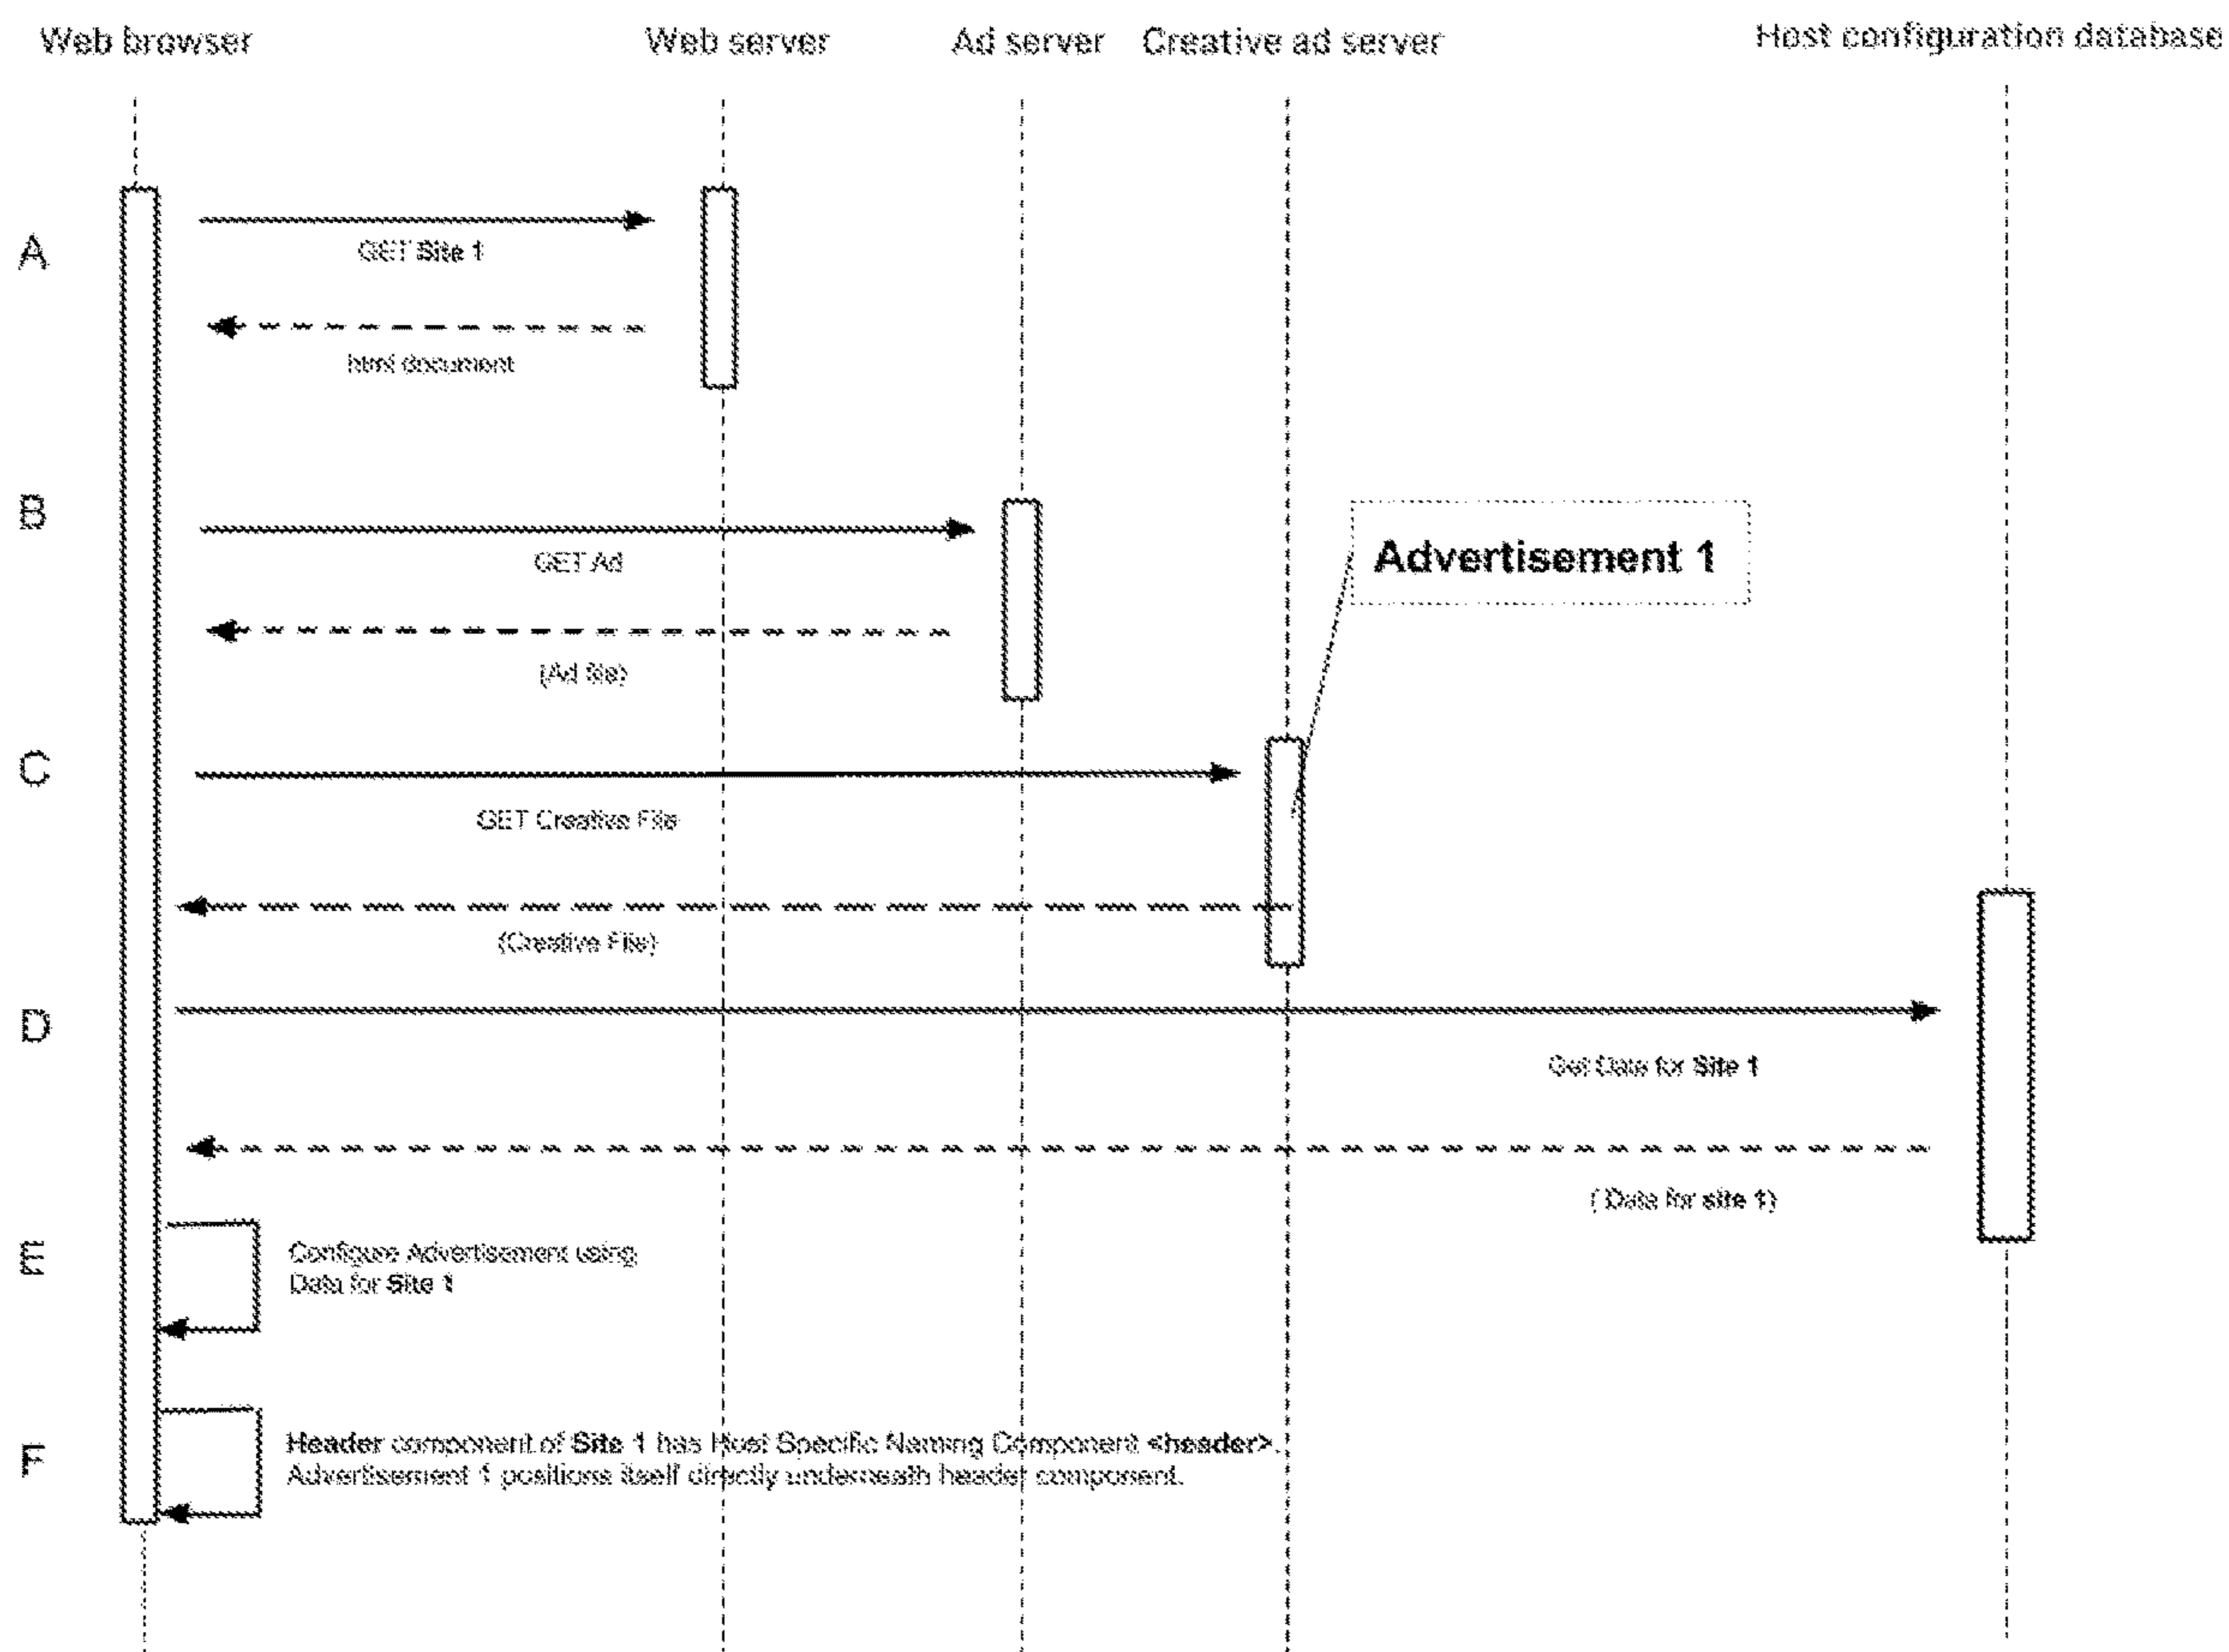 Web browser
Web server
Ad server
Creative ad server
Host configuration database
A
GET Site 1
html document
B
GET Ad
Advertisement 1
(Ad file)
C
GET Creative File
(Creative File)
D
Get Data for Site 1
( Data for site 1)
E
Configure Advertisement using
Data for Site 1
F
Header component of Site 1 has Host Specific Naming Component <header>.
Advertisement 1 positions itself directly underneath header component.